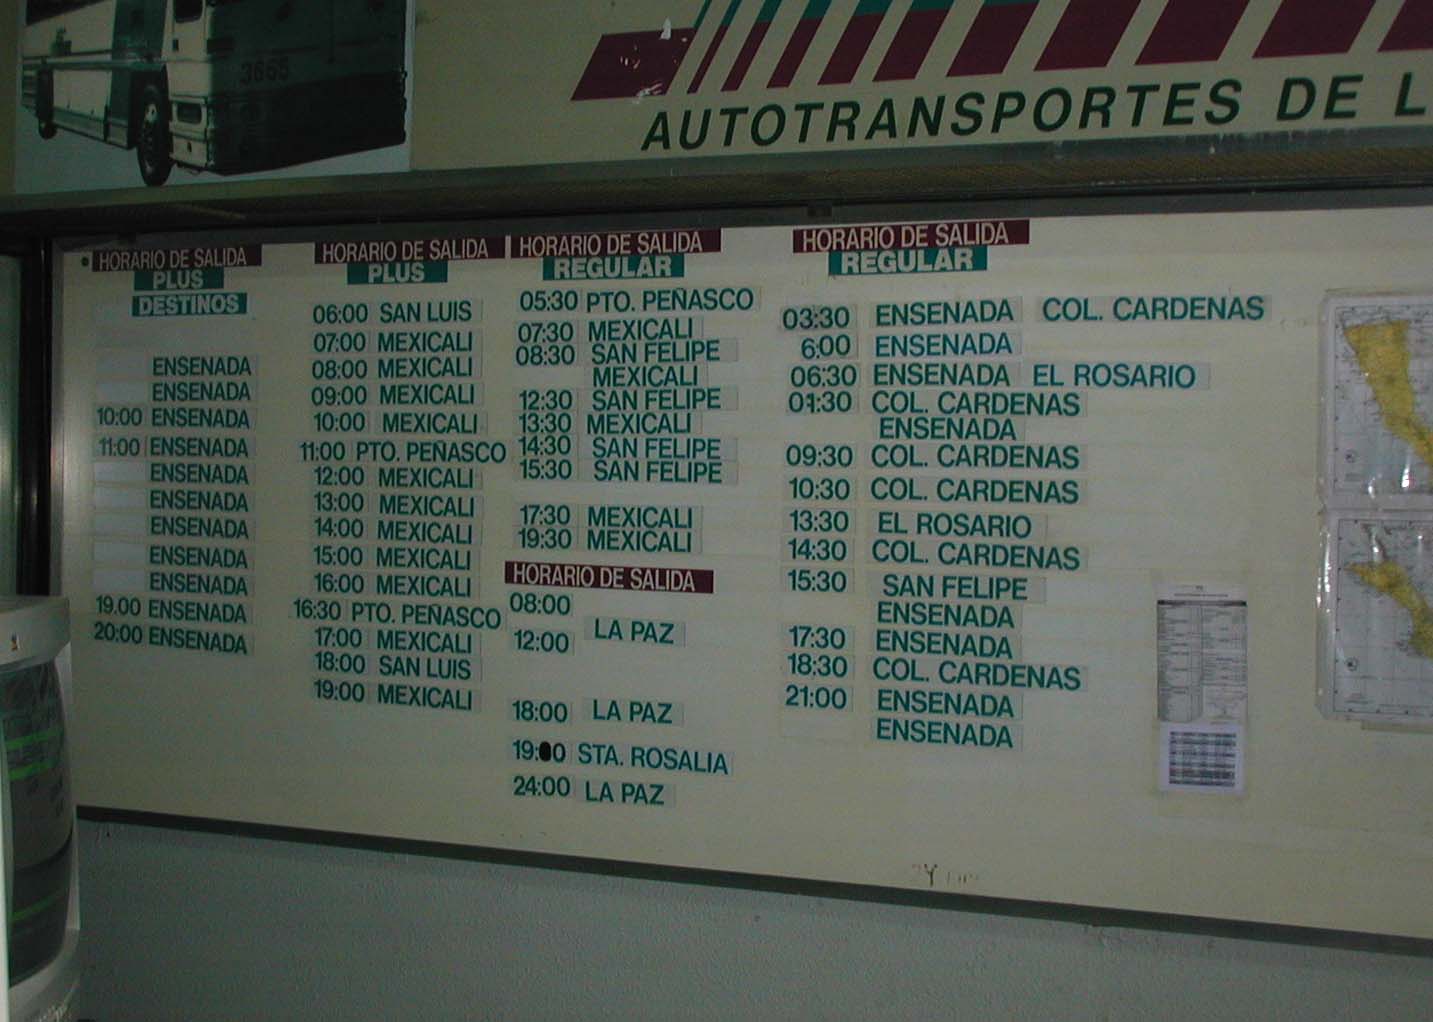 3665
AUTOTRANSPORTES DE L
HORARIO DE SALIDA
PLUS
DESTINOS
ENSENADA
ENSENADA
10:00 ENSENADA
11:00 ENSENADA
ENSENADA
ENSENADA
ENSENADA
ENSENADA
ENSENADA
19.00 ENSENADA
20:00 ENSENADA
HORARIO DE SALIDA
PLUS
06:00 SAN LUIS
07:00 MEXICALI
08:00 MEXICALI
09:00 MEXICALI
10:00 MEXICALI
11:00 PTO. PEÑASCO
12:00 MEXICALI
13:00 MEXICALI
14:00 MEXICALI
15:00 MEXICALI
16:00 MEXICALI
16:30 PTO. PEÑASCO
17:00 MEXICALI
18:00 SAN LUIS
19:00 MEXICALI
HORARIO DE SALIDA
REGULAR
05:30 PTO. PEÑASCO
07:30 MEXICALI
08:30 SAN FELIPE
MEXICALI
12:30 SAN FELIPE
13:30 MEXICALI
14:30 SAN FELIPE
15:30 SAN FELIPE
17:30 MEXICALI
19:30 MEXICALI
HORARIO DE SALIDA
08:00
LA PAZ
12:00
18:00 LA PAZ
19:00 STA. ROSALIA
24:00 LA PAZ
HORARIO DE SALIDA
REGULAR
03:30 ENSENADA COL. CARDENAS
6:00 ENSENADA
06:30 ENSENADA EL ROSARIO
01:30 COL. CARDENAS
ENSENADA
09:30 COL. CARDENAS
10:30 COL. CARDENAS
13:30 EL ROSARIO
14:30 COL. CARDENAS
15:30 SAN FELIPE
ENSENADA
17:30 ENSENADA
18:30 COL. CARDENAS
21:00 ENSENADA
ENSENADA